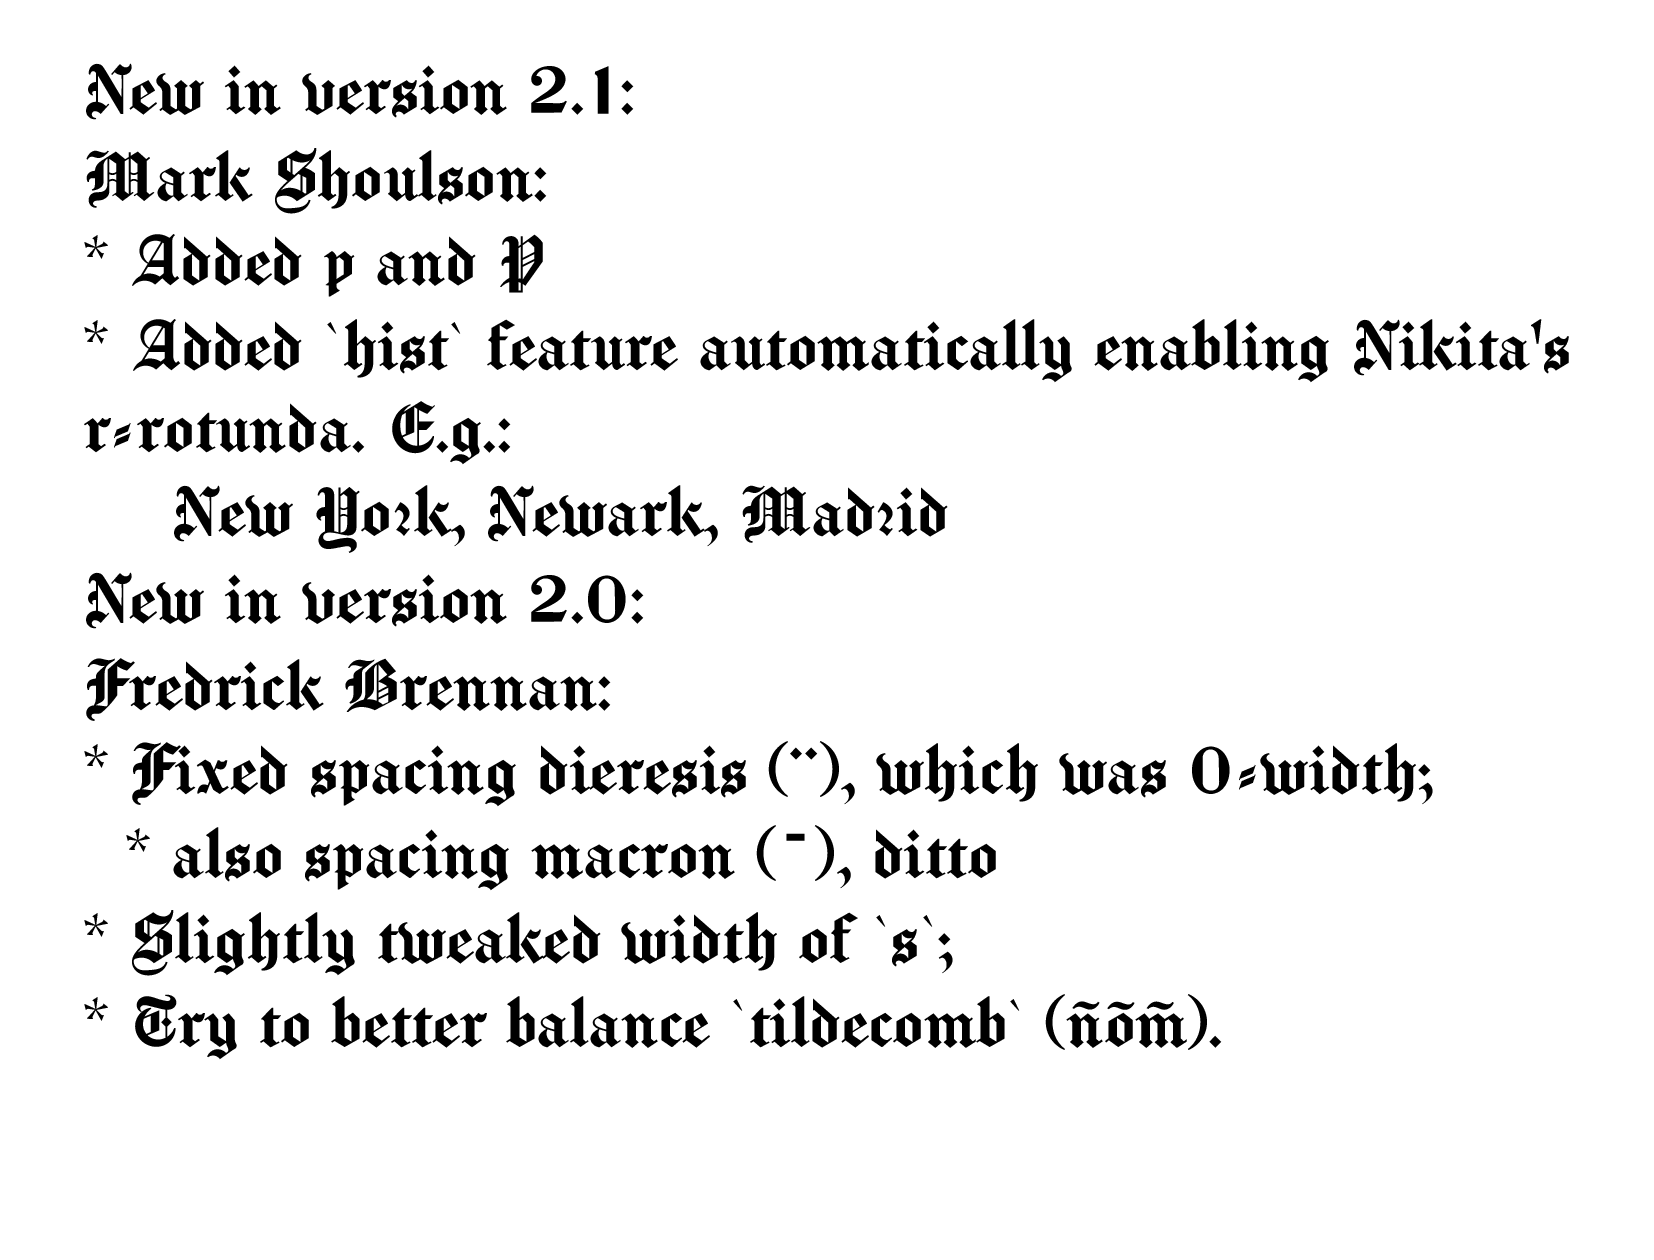 New in version 2.1:
Mark Shoulson:
* Added ƿ and Ƿ
* Added `hist` feature automatically enabling Nikita's
r-rotunda. E.g.:
New Yoꝛk, Newark, Madꝛid
New in version 2.0:
Fredrick Brennan:
* Fixed spacing dieresis (¨), which was 0-width;
* also spacing macron (¯), ditto
* Slightly tweaked width of `s`;
* Try to better balance `tildecomb` (ñõm̃).